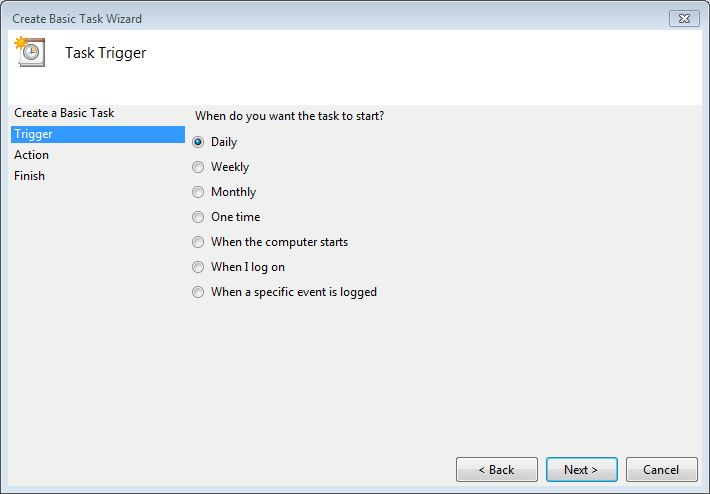 Create Basic Task Wizard
Task Trigger
Create a Basic Task
Trigger
Action
Finish
When do you want the task to start?
Daily
Weekly
Monthly
One time
When the computer starts
When I log on
When a specific event is logged
< Back
Next >
Cancel